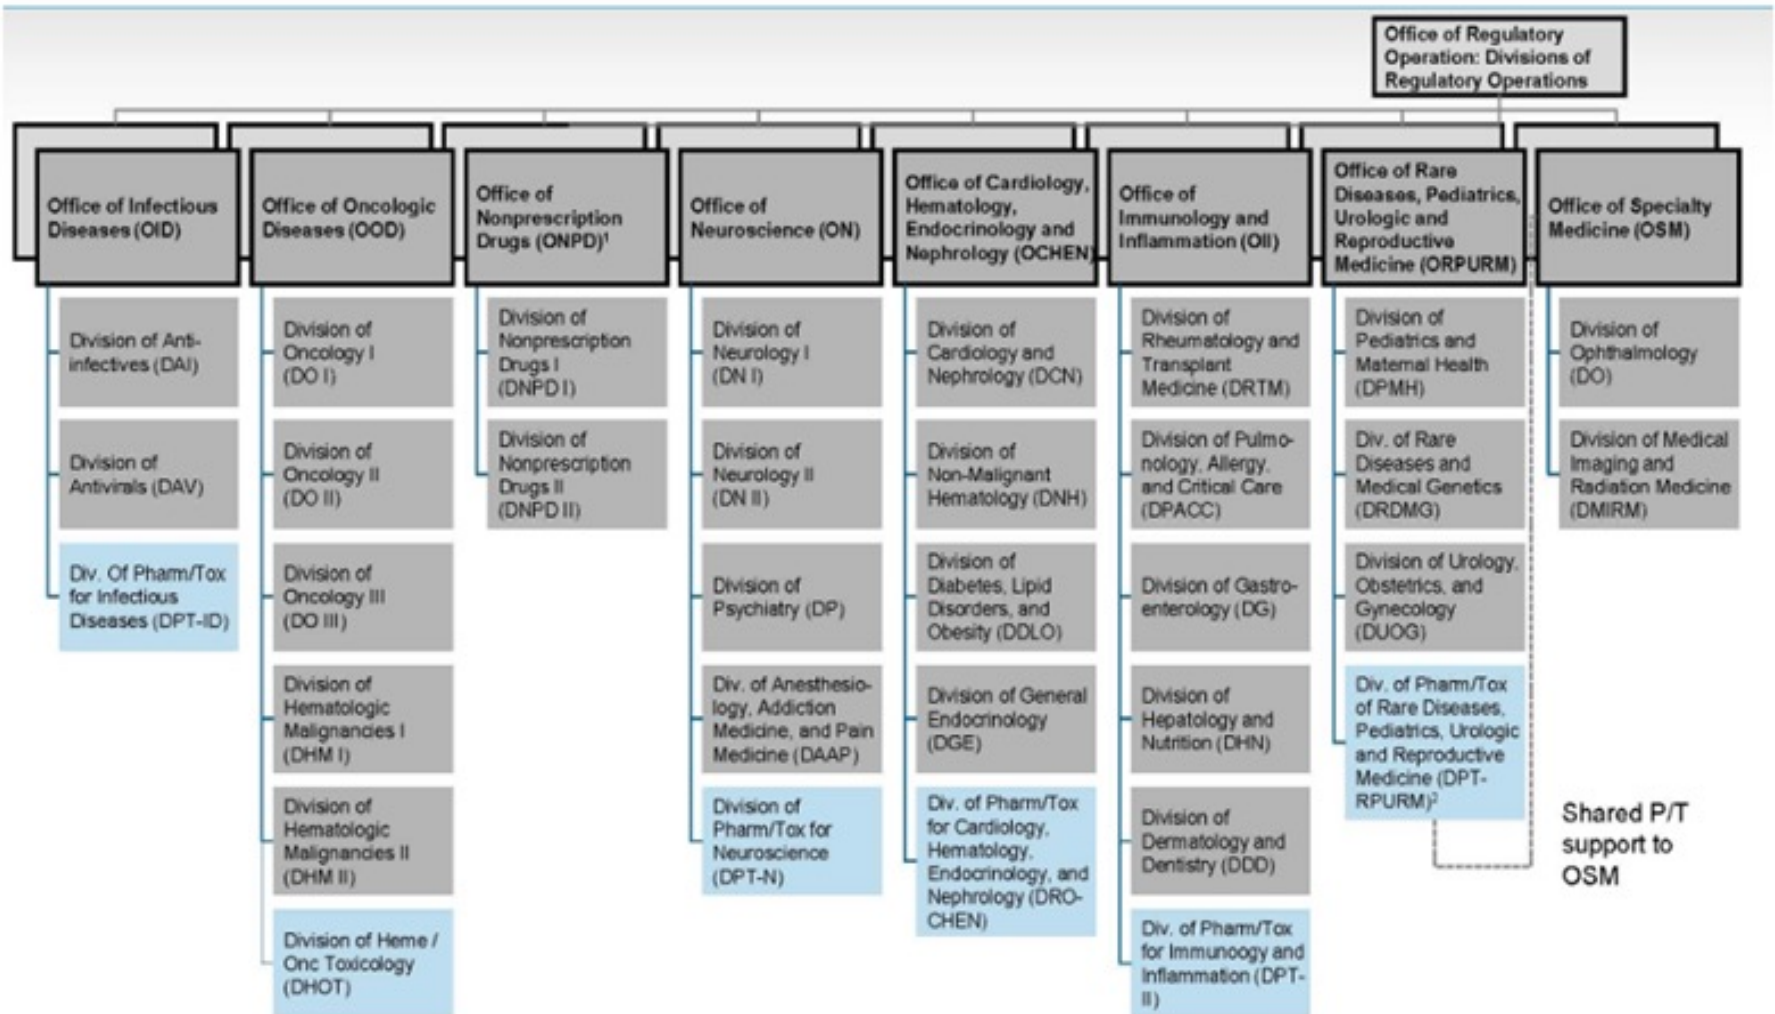 Office of Regulatory
Operation: Divisions of
Regulatory Operations
Office of Infectious
Diseases (OID)
Division of Anti-
infectives (DAI)
Division of
Antivirals (DAV)
Div. Of Pharm/Tox
for Infectious
Diseases (DPT-ID)
Office of Oncologic
Diseases (OOD)
Division of
Oncology I
(DO I)
Division of
Oncology II
(DO II)
Division of
Oncology III
(DO III)
Division of
Hematologic
Malignancies I
(DHM I)
Division of
Hematologic
Malignancies II
(DHM II)
Division of Heme /
Onc Toxicology
(DHOT)
Office of
Nonprescription
Drugs (ONPD)¹
Division of
Nonprescription
Drugs I
(DNPD I)
Division of
Nonprescription
Drugs II
(DNPD II)
Office of
Neuroscience (ON)
Division of
Neurology I
(DN I)
Division of
Neurology II
(DN II)
Division of
Psychiatry (DP)
Div. of Anesthesio-
logy, Addiction
Medicine, and Pain
Medicine (DAAP)
Division of
Pharm/Tox for
Neuroscience
(DPT-N)
Office of Cardiology,
Hematology,
Endocrinology and
Nephrology (OCHEN)
Division of
Cardiology and
Nephrology (DCN)
Division of
Non-Malignant
Hematology (DNH)
Division of
Diabetes, Lipid
Disorders, and
Obesity (DDLO)
Division of General
Endocrinology
(DGE)
Div. of Pharm/Tox
for Cardiology,
Hematology,
Endocrinology, and
Nephrology (DRO-
CHEN)
Office of
Immunology and
Inflammation (OII)
Division of
Rheumatology and
Transplant
Medicine (DRTM)
Division of Pulmo-
nology, Allergy,
and Critical Care
(DPACC)
Division of Gastro-
enterology (DG)
Division of
Hepatology and
Nutrition (DHN)
Division of
Dermatology and
Dentistry (DDD)
Div. of Pharm/Tox
for Immunoogy and
Inflammation (DPT-
II)
Office of Rare
Diseases, Pediatrics,
Urologic and
Reproductive
Medicine (ORPURM)
Division of
Pediatrics and
Maternal Health
(DPMH)
Div. of Rare
Diseases and
Medical Genetics
(DRDMG)
Division of Urology,
Obstetrics, and
Gynecology
(DUOG)
Div. of Pharm/Tox
of Rare Diseases,
Pediatrics, Urologic
and Reproductive
Medicine (DPT-
RPURM)²
Office of Specialty
Medicine (OSM)
Division of
Ophthalmology
(DO)
Division of Medical
Imaging and
Radiation Medicine
(DMIRM)
Shared P/T
support to
OSM